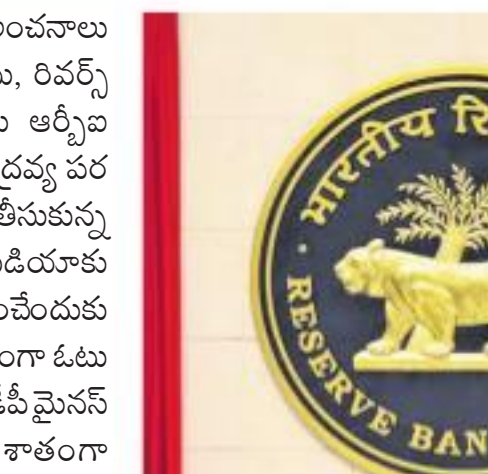 ంచనాలు
ు, రివర్స్
ు ఆర్బీఐ
ద్రవ్య పర
తీసుకున్న
ుడియాకు
ంచేందుకు
ంగా ఓటు
డీపీ మైనస్
శాతంగా
भारतीय रि
RESERVE BAN